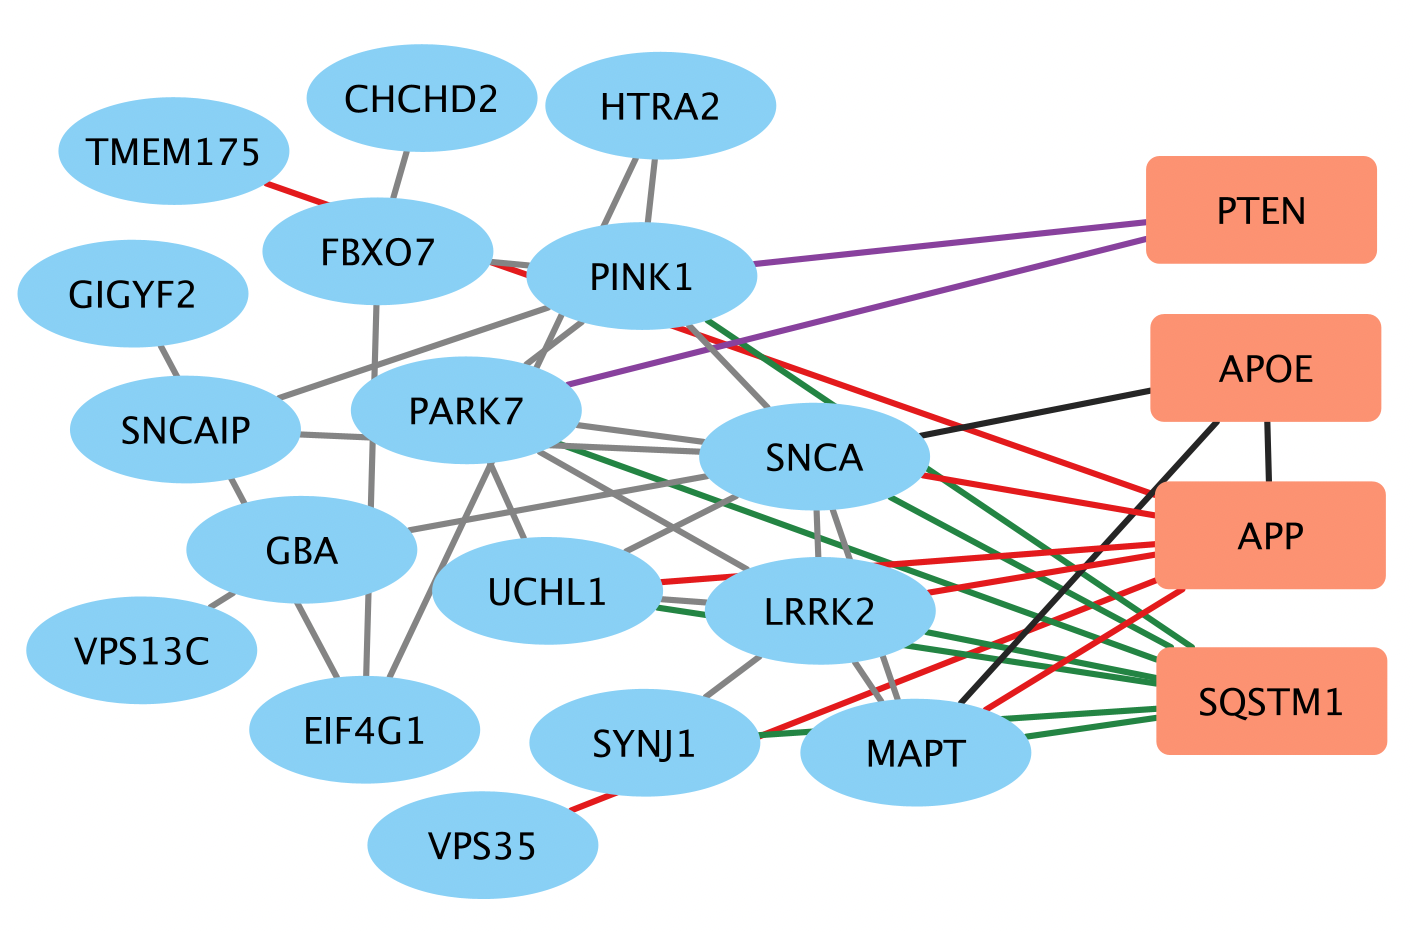 CHCHD2
HTRA2
TMEM175
PTEN
FBXO7
PINK1
GIGYF2
APOE
PARK7
SNCAIP
SNCA
APP
GBA
UCHL1
LRRK2
VPS13C
SQSTM1
EIF4G1
SYNJ1
MAPT
VPS35